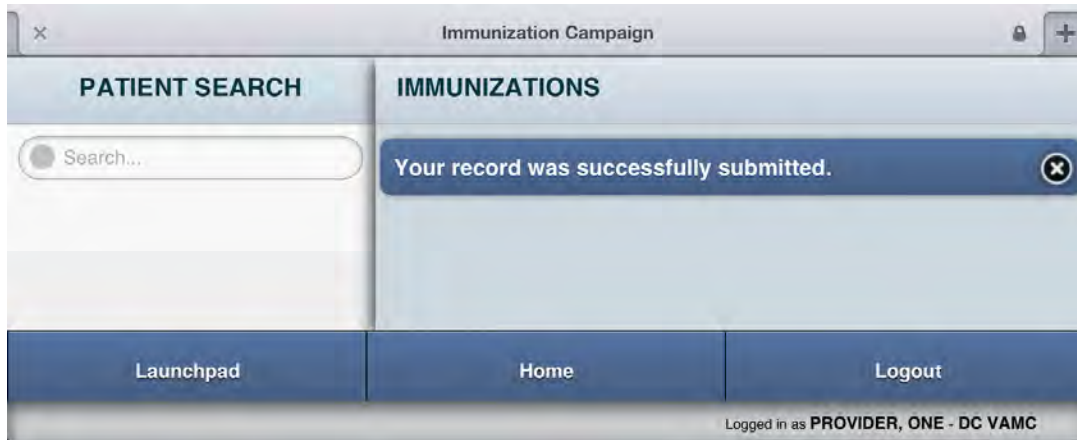 Immunization Campaign
PATIENT SEARCH
IMMUNIZATIONS
Search...
Your record was successfully submitted.
Launchpad
Home
Logout
Logged in as PROVIDER, ONE - DC VAMC